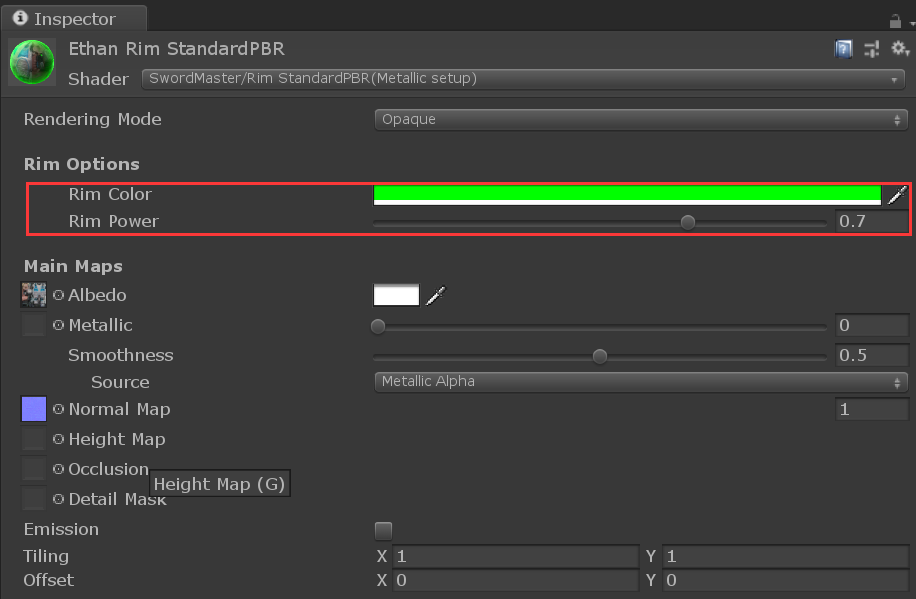 Inspector
Ethan Rim StandardPBR
Shader SwordMaster/Rim StandardPBR(Metallic setup)
Rendering Mode Opaque
Rim Options
Rim Color
Rim Power 0.7
Main Maps
Albedo
Metallic 0
Smoothness 0.5
Source Metallic Alpha
Normal Map 1
Height Map
Occlusion
Height Map (G)
Detail Mask
Emission
Tiling X 1 Y 1
Offset X 0 Y 0